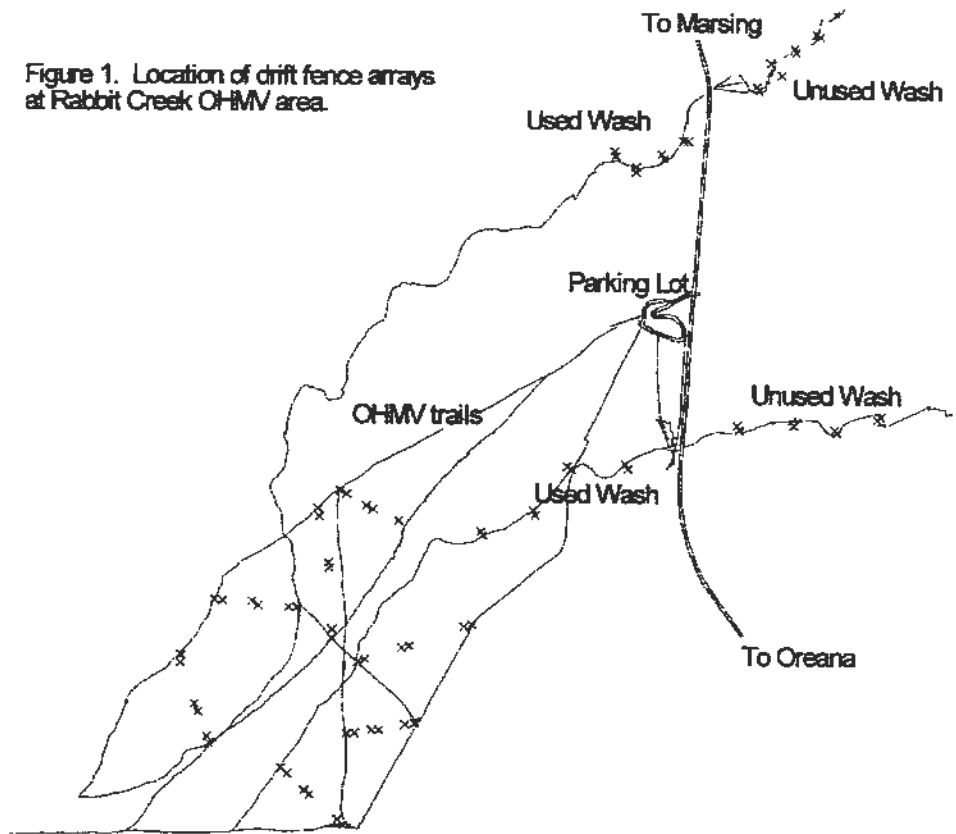 To Marsing
Figure 1. Location of drift fence arrays
at Rabbit Creek OHMV area.
Unused Wash
Used Wash
Parking Lot
Unused Wash
OHMV trails
Used Wash
To Oreana